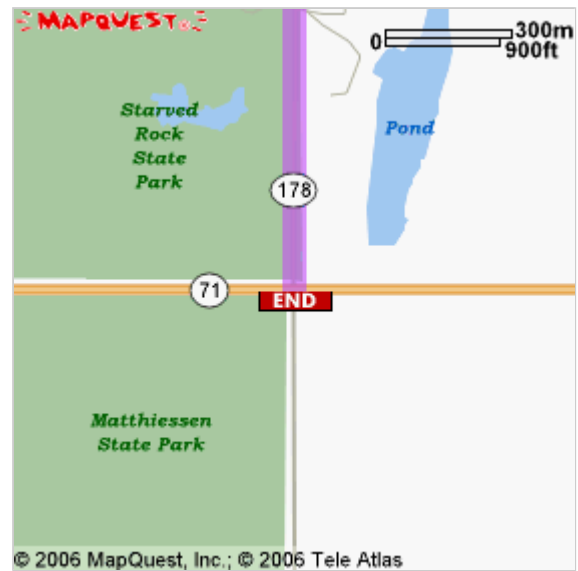 MAPQUEST
300m
0
900ft
Starved
Rock
State
Park
Pond
178
71
END
Matthiessen
State Park
© 2006 MapQuest, Inc.; © 2006 Tele Atlas